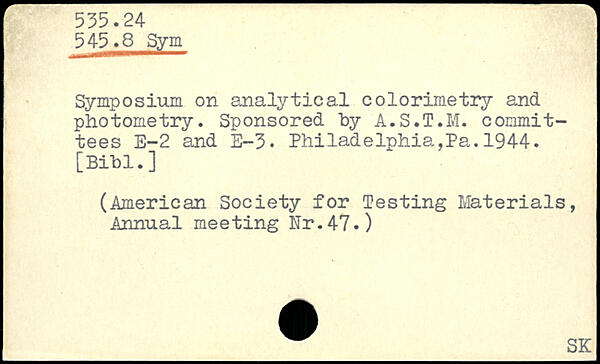 535.24
545.8 Sym
Symposium on analytical colorimetry and
photometry. Sponsored by A.S.T.M. commit-
tees E-2 and E-3. Philadelphia,Pa.1944.
[Bibl.]
(American Society for Testing Materials,
Annual meeting Nr.47.)
SK